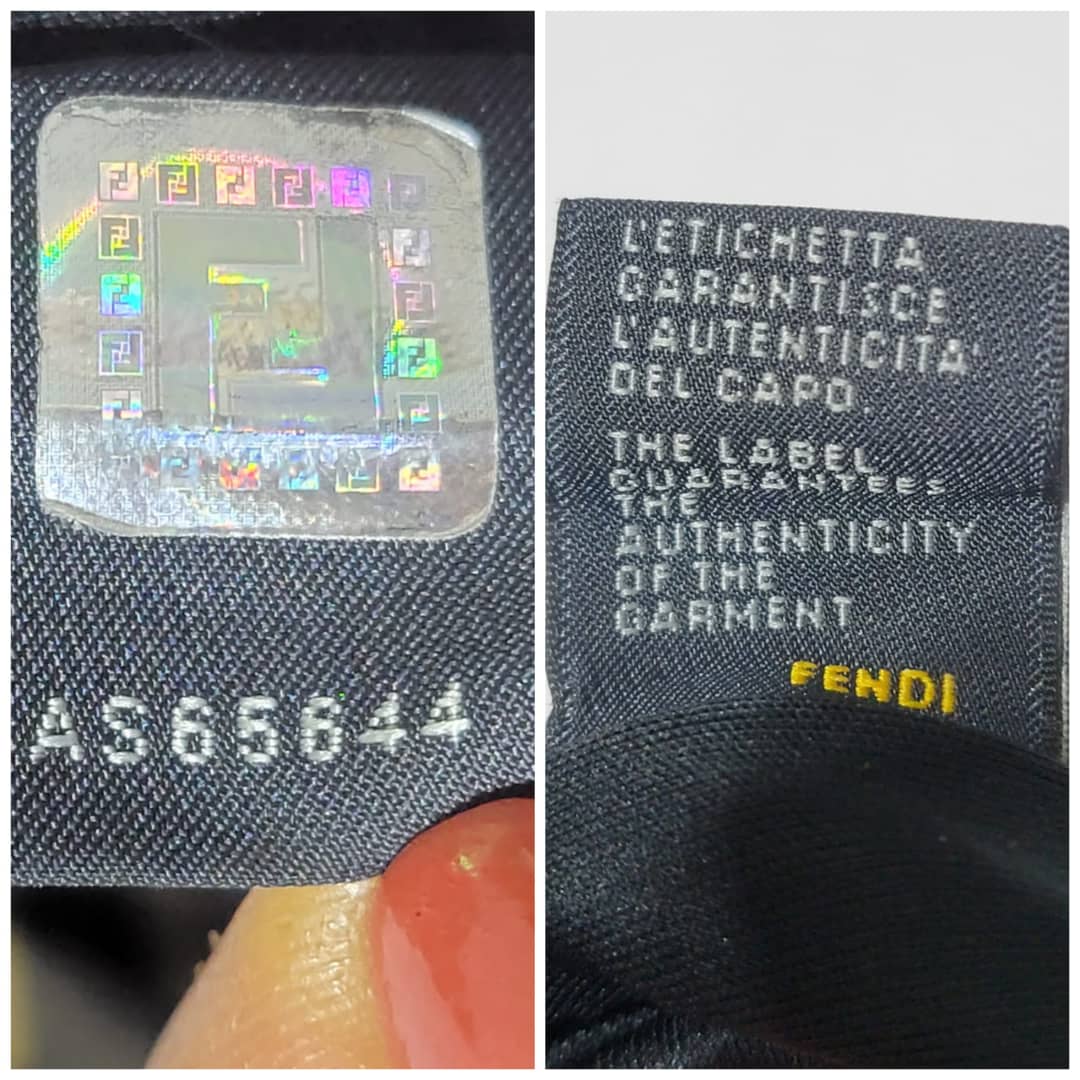 AS65644
L'ETICHETTA
GARANTISCE
L'AUTENTICITA'
DEL CAPO
THE LABEL
GUARANTEES
THE
AUTHENTICITY
OF THE
GARMENT
FENDI